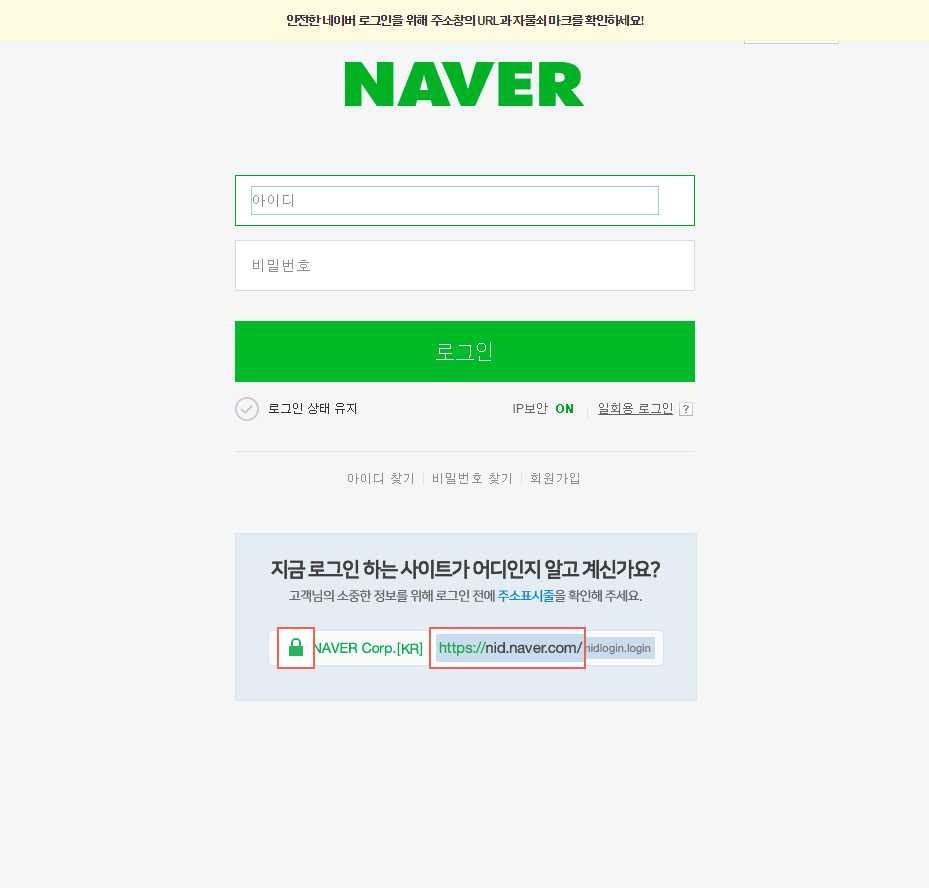 안전한 네이버 로그인을 위해 주소창의 URL과 자물쇠 마크를 확인하세요!
NAVER
아이디
비밀번호
로그인
로그인 상태 유지
IP보안 ON
일회용 로그인 ?
아이디 찾기 비밀번호 찾기 회원가입
지금 로그인 하는 사이트가 어디인지 알고 계신가요?
고객님의 소중한 정보를 위해 로그인 전에 주소표시줄을 확인해 주세요.
NAVER Corp.[KR] https://nid.naver.com/nidlogin.login